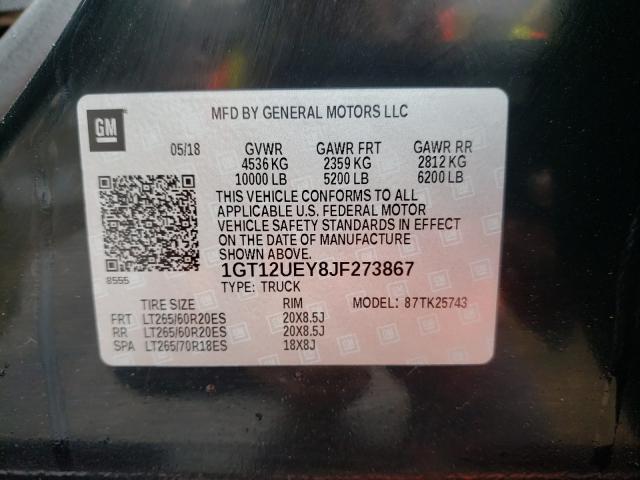 GM
MFD BY GENERAL MOTORS LLC
05/18 GVWR GAWR FRT GAWR RR
4536 KG 2359 KG 2812 KG
10000 LB 5200 LB 6200 LB
THIS VEHICLE CONFORMS TO ALL
APPLICABLE U.S. FEDERAL MOTOR
VEHICLE SAFETY STANDARDS IN EFFECT
ON THE DATE OF MANUFACTURE
SHOWN ABOVE.
8555
1GT12UEY8JF273867
TYPE: TRUCK
TIRE SIZE RIM MODEL: 87TK25743
FRT LT265/60R20ES 20X8.5J
RR LT265/60R20ES 20X8.5J
SPA LT265/70R18ES 18X8J